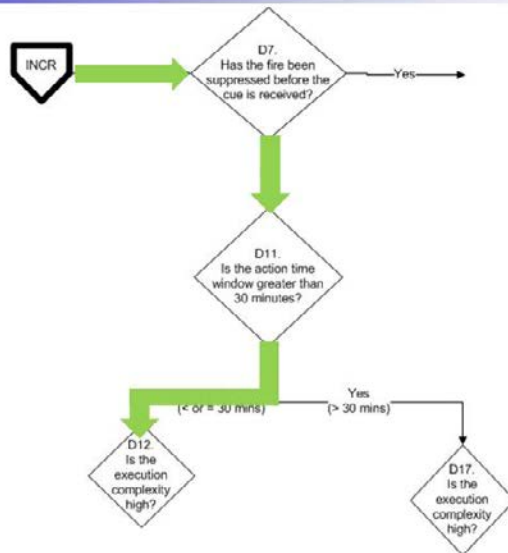 INCR
D7.
Has the fire been
suppressed before the
cue is received?
Yes
D11.
Is the action time
window greater than
30 minutes?
(< or = 30 mins)
Yes
(> 30 mins)
D12.
Is the
execution
complexity
high?
D17.
Is the
execution
complexity
high?